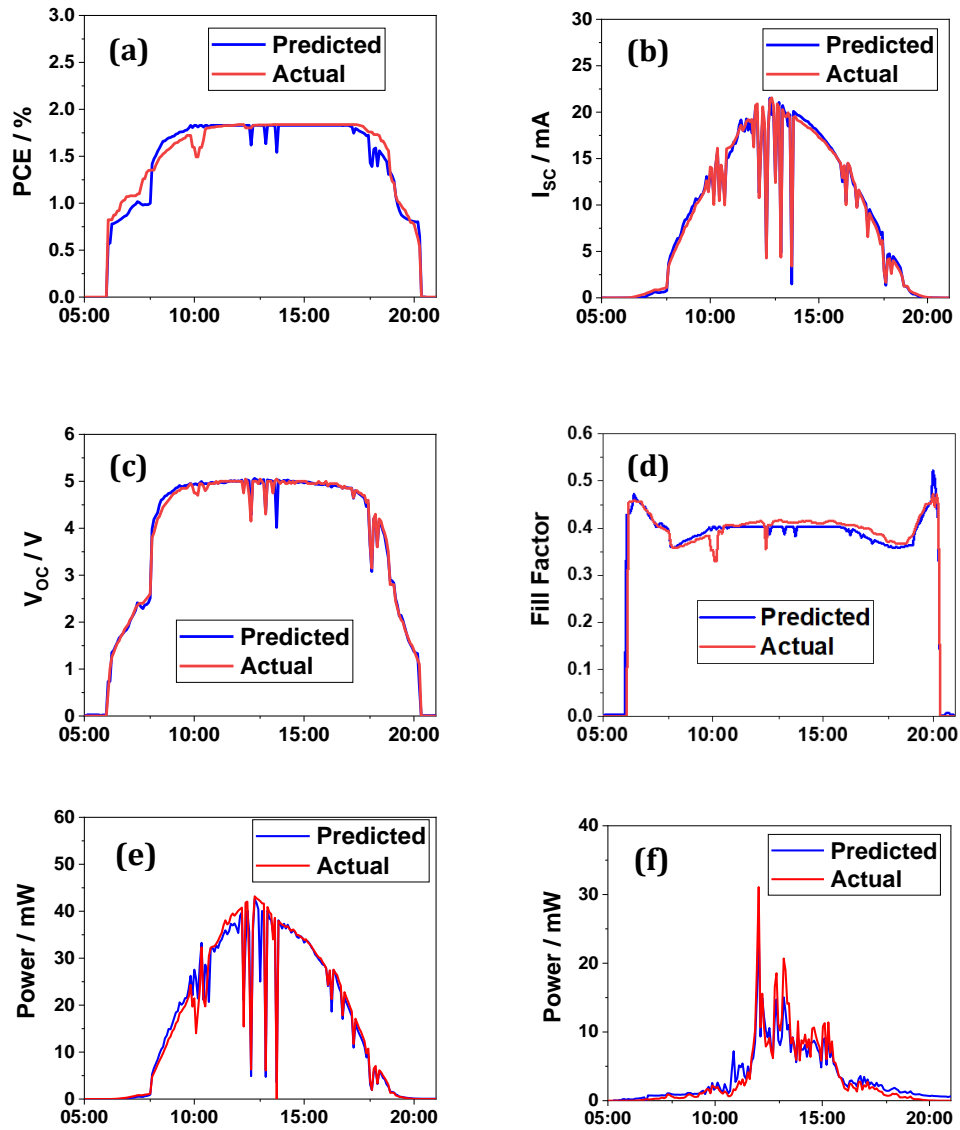 (a)
Predicted
Actual
PCE / %
3.0
2.5
2.0
1.5
1.0
0.5
0.0
05:00 10:00 15:00 20:00
(b)
Predicted
Actual
I_SC / mA
30
25
20
15
10
5
0
05:00 10:00 15:00 20:00
(c)
Predicted
Actual
V_OC / V
6
5
4
3
2
1
0
05:00 10:00 15:00 20:00
(d)
Predicted
Actual
Fill Factor
0.6
0.5
0.4
0.3
0.2
0.1
0.0
05:00 10:00 15:00 20:00
(e)
Predicted
Actual
Power / mW
60
50
40
30
20
10
0
05:00 10:00 15:00 20:00
(f)
Predicted
Actual
Power / mW
40
30
20
10
0
05:00 10:00 15:00 20:00